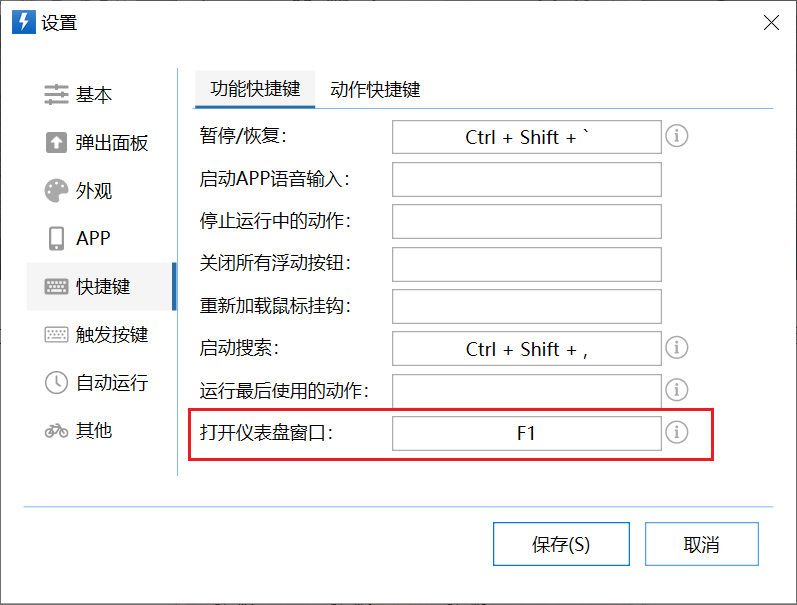 设置
基本
弹出面板
外观
APP
快捷键
触发按键
自动运行
其他
功能快捷键 动作快捷键
暂停/恢复： Ctrl + Shift + `
启动APP语音输入：
停止运行中的动作：
关闭所有浮动按钮：
重新加载鼠标挂钩：
启动搜索： Ctrl + Shift + ,
运行最后使用的动作：
打开仪表盘窗口： F1
保存(S) 取消